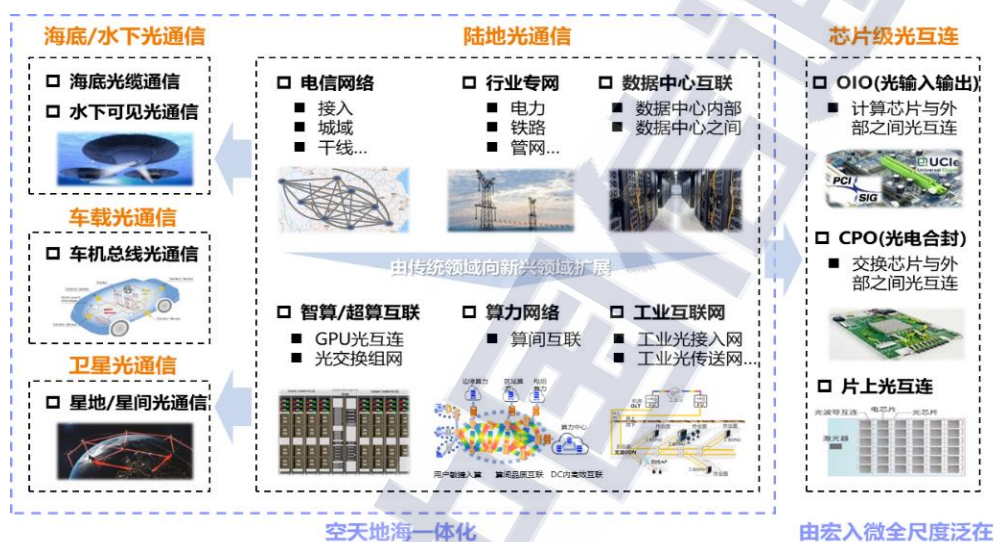 海底/水下光通信
海底光缆通信
水下可见光通信
车载光通信
车机总线光通信
卫星光通信
星地/星间光通信
陆地光通信
电信网络
接入
城域
干线...
行业专网
电力
铁路
管网...
数据中心互联
数据中心内部
数据中心之间
由传统领域向新兴领域扩展
智算/超算互联
GPU光互连
光交换组网
算力网络
算间互联
边缘算力
算力中心
用户敏捷入算
算间品质互联
DC内高效互联
工业互联网
工业光接入网
工业光传送网...
OLT
芯片级光互连
OIO(光输入输出)
计算芯片与外
部之间光互连
PCI
SIG
UCIe
CPO(光电合封)
交换芯片与外
部之间光互连
片上光互连
光波导互连
电芯片
光芯片
激光器
空天地海一体化
由宏入微全尺度泛在